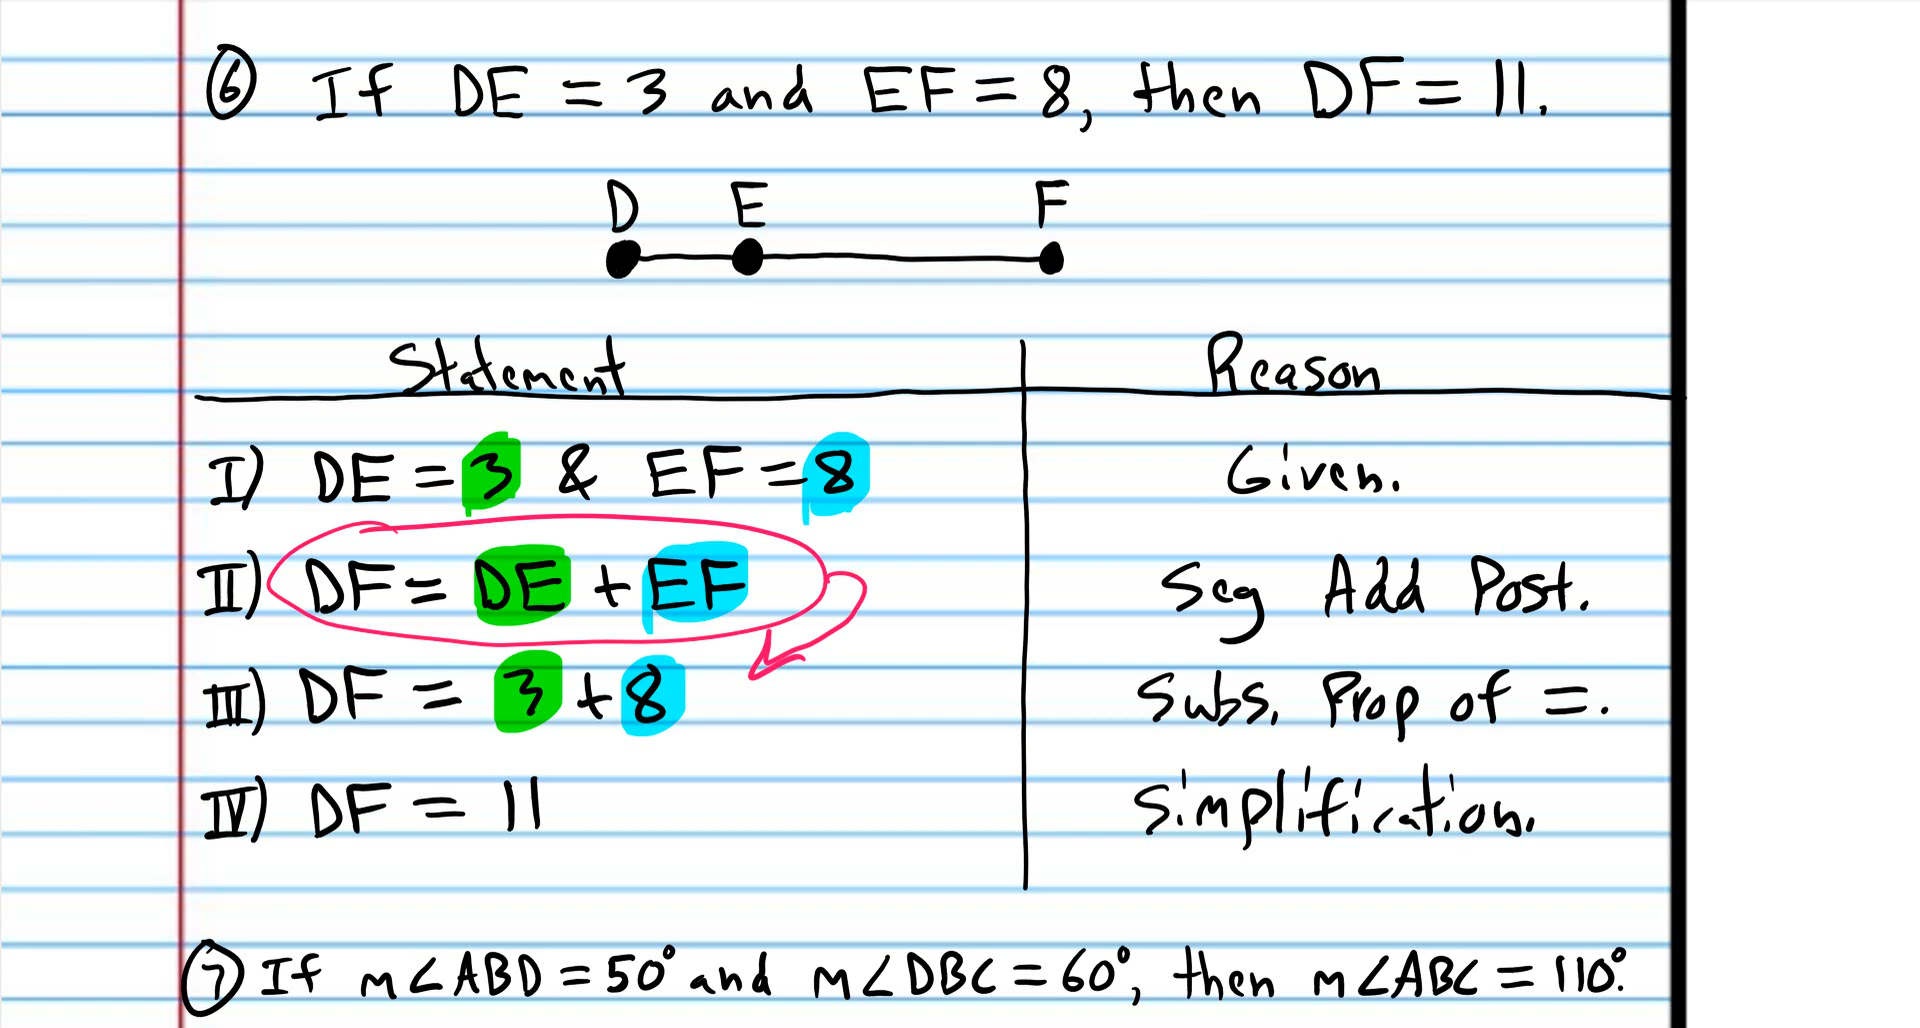 ⑥ If DE = 3 and EF = 8, then DF = 11.
D E F
Statement Reason
I) DE = 3 & EF = 8 Given.
II) DF = DE + EF Seg Add Post.
III) DF = 3 + 8 Subs. Prop of =.
IV) DF = 11 Simplification.
⑦ If m∠ABD = 50° and m∠DBC = 60°, then m∠ABC = 110°.